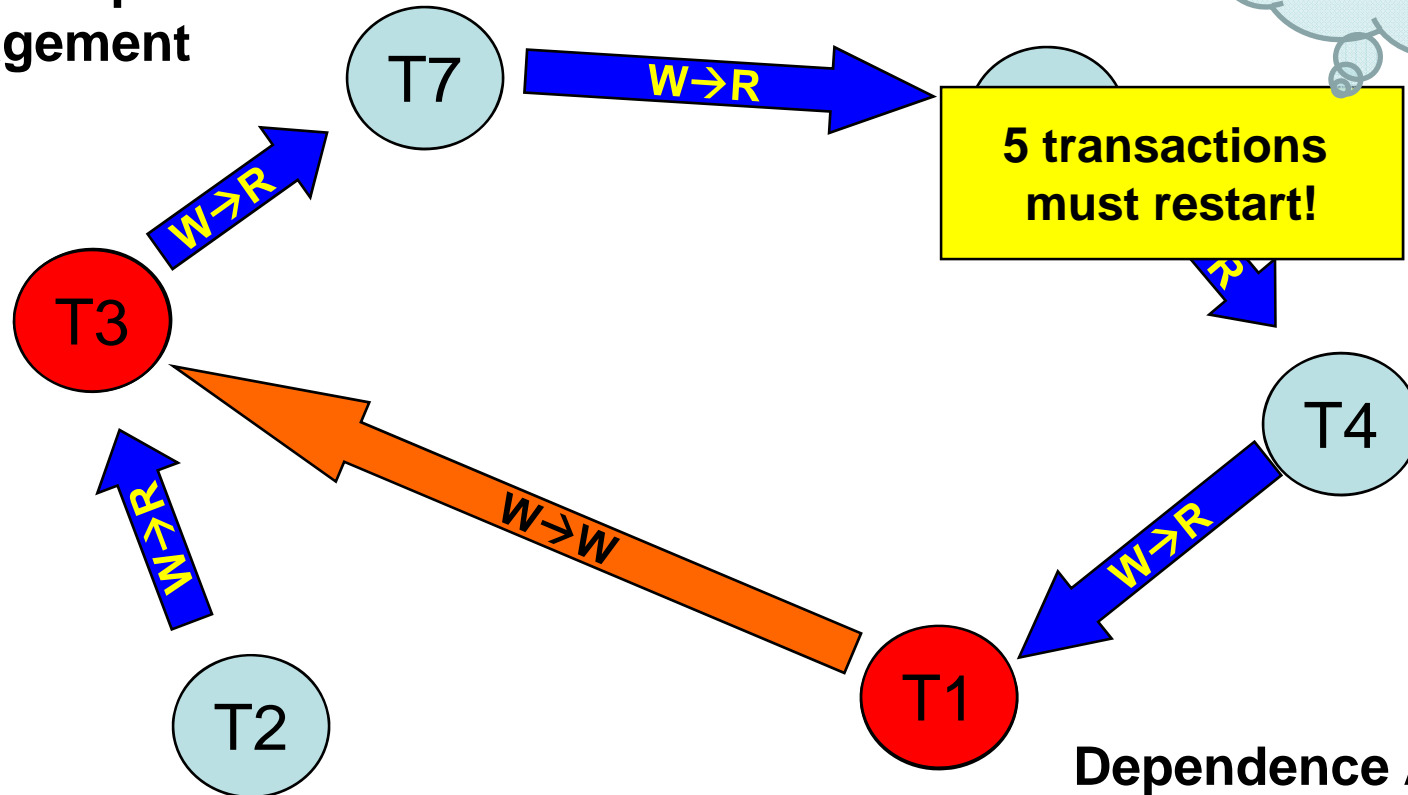 gement
T7
W→R
5 transactions
must restart!
W→R
T3
R
T4
W→R
W→W
W→R
T1
T2
Dependence